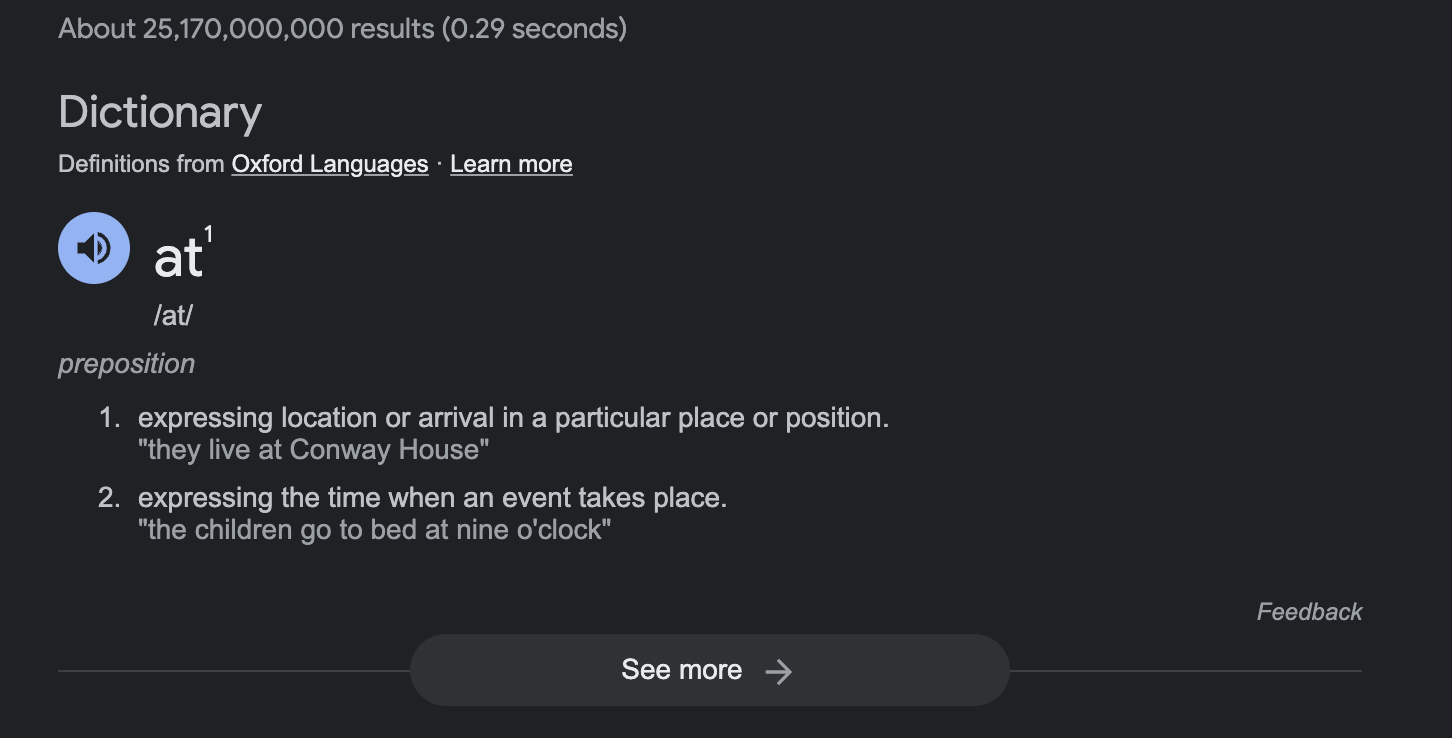 About 25,170,000,000 results (0.29 seconds)
Dictionary
Definitions from Oxford Languages · Learn more
at¹
/at/
preposition
1. expressing location or arrival in a particular place or position.
"they live at Conway House"
2. expressing the time when an event takes place.
"the children go to bed at nine o'clock"
Feedback
See more →